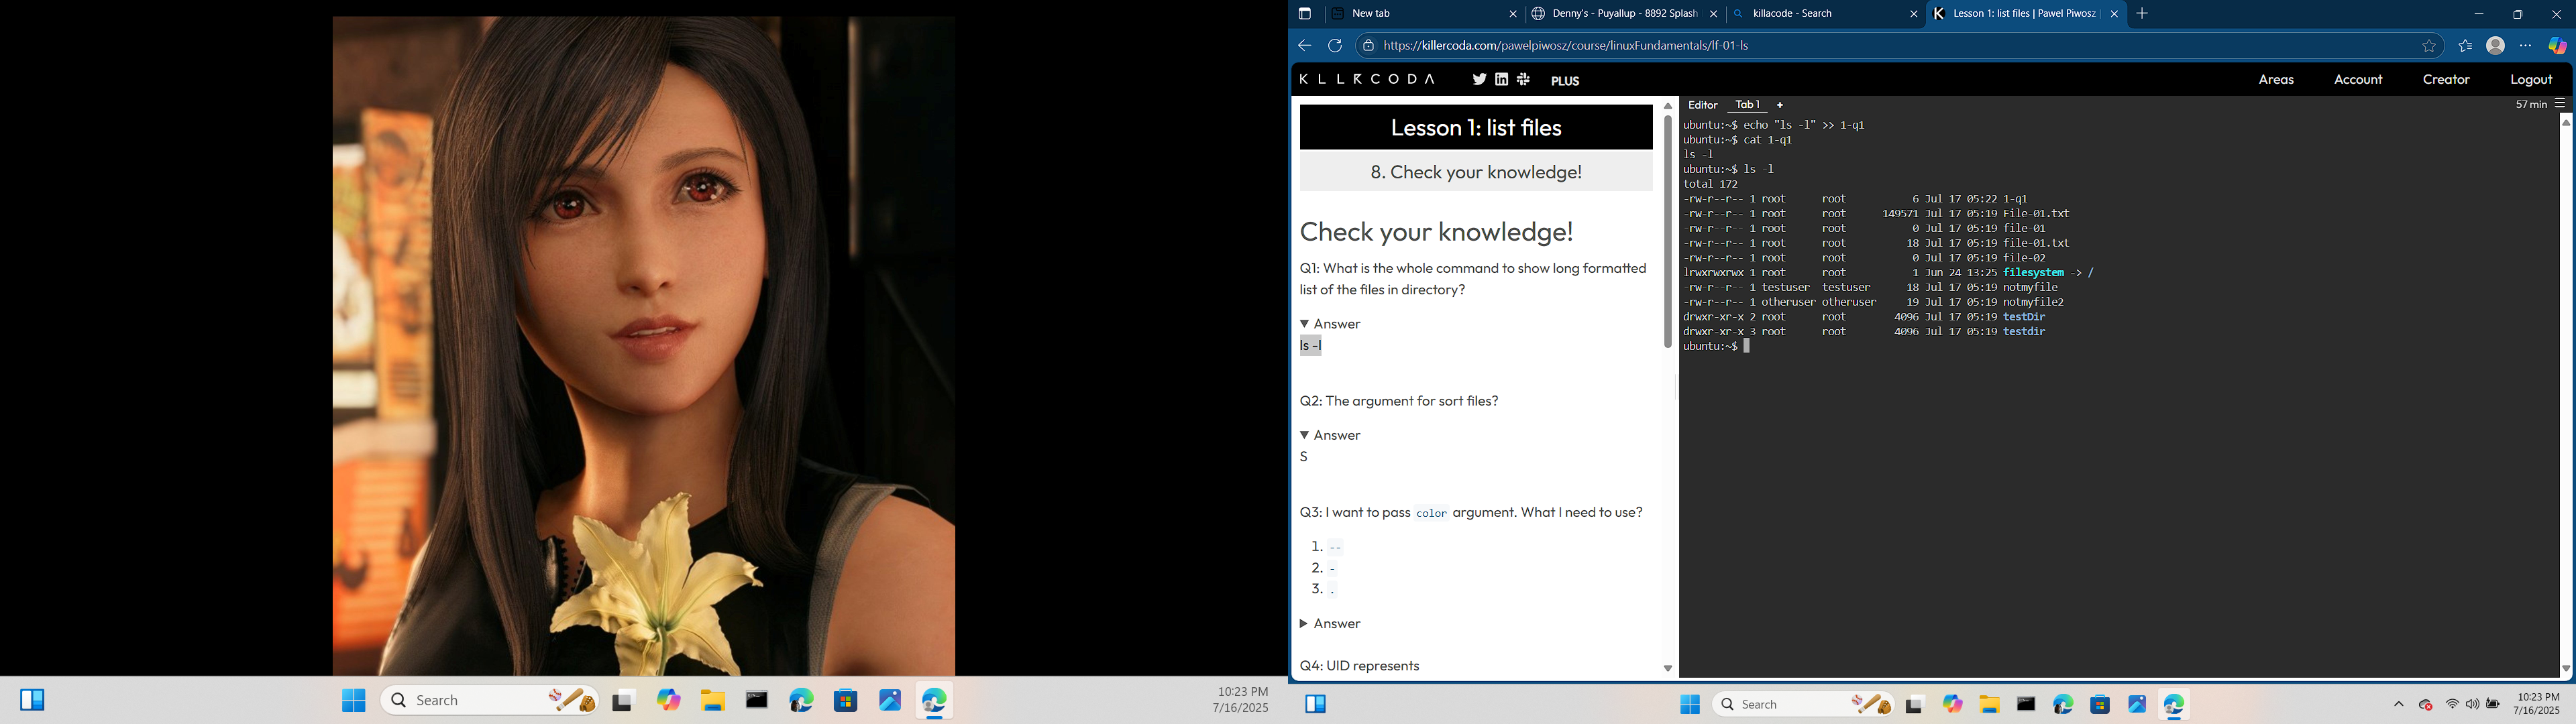 Search
10:23 PM
7/16/2025
New tab
Denny's - Puyallup - 8892 Splash
killacode - Search
Lesson 1: list files | Pawel Piwosz |
https://killercoda.com/pawelpiwosz/course/linuxFundamentals/lf-01-ls
PLUS
Areas Account Creator Logout
Lesson 1: list files
8. Check your knowledge!
Check your knowledge!
Q1: What is the whole command to show long formatted
list of the files in directory?
▼ Answer
ls -l
Q2: The argument for sort files?
▼ Answer
S
Q3: I want to pass color argument. What I need to use?
1. --
2. -
3. .
▶ Answer
Q4: UID represents
Editor Tab 1 +
57 min
ubuntu:~$ echo "ls -l" >> 1-q1
ubuntu:~$ cat 1-q1
ls -l
ubuntu:~$ ls -l
total 172
-rw-r--r-- 1 root root 6 Jul 17 05:22 1-q1
-rw-r--r-- 1 root root 149571 Jul 17 05:19 File-01.txt
-rw-r--r-- 1 root root 0 Jul 17 05:19 file-01
-rw-r--r-- 1 root root 18 Jul 17 05:19 file-01.txt
-rw-r--r-- 1 root root 0 Jul 17 05:19 file-02
lrwxrwxrwx 1 root root 1 Jun 24 13:25 filesystem -> /
-rw-r--r-- 1 testuser testuser 18 Jul 17 05:19 notmyfile
-rw-r--r-- 1 otheruser otheruser 19 Jul 17 05:19 notmyfile2
drwxr-xr-x 2 root root 4096 Jul 17 05:19 testDir
drwxr-xr-x 3 root root 4096 Jul 17 05:19 testdir
ubuntu:~$
Search
10:23 PM
7/16/2025